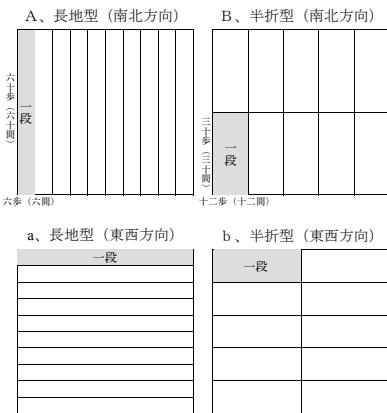 A、長地型（南北方向）
六十歩（六十間）
一段
六歩（六間）
B、半折型（南北方向）
三十歩（三十間）
一段
十二歩（十二間）
a、長地型（東西方向）
一段
b、半折型（東西方向）
一段